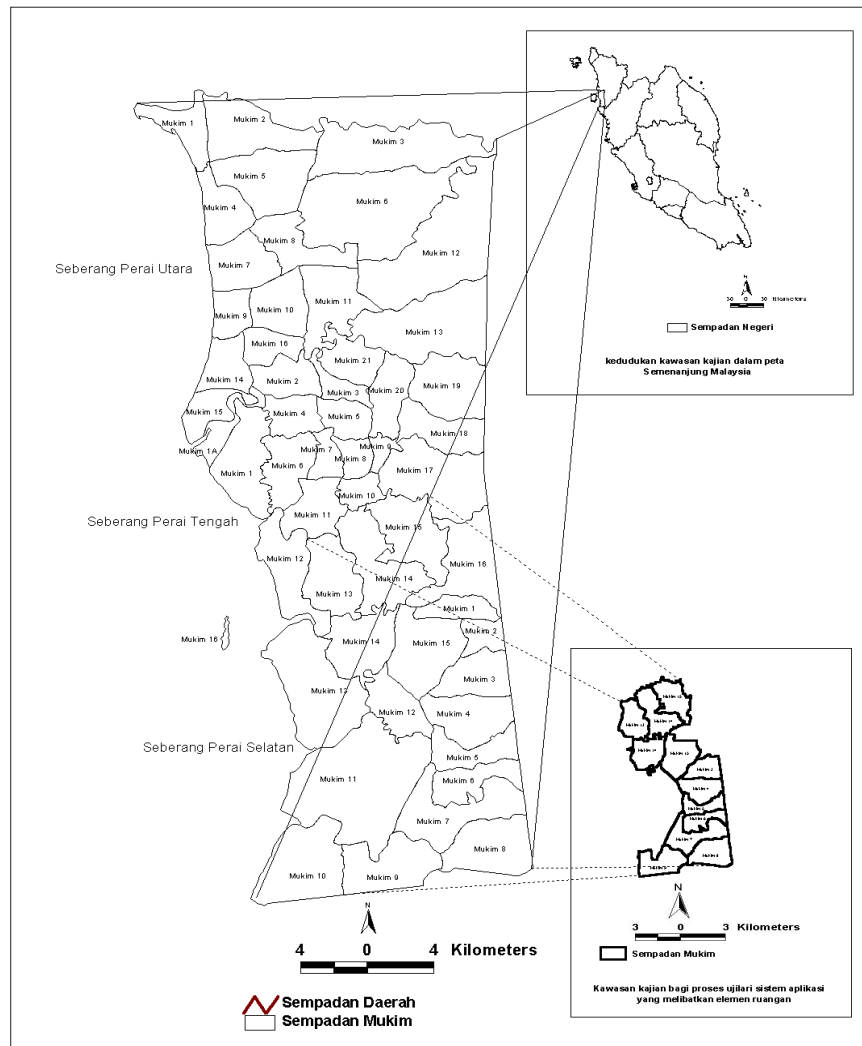 Mukim 1
Mukim 2
Mukim 3
Mukim 5
Mukim 4
Mukim 6
Mukim 8
Mukim 12
Mukim 7
Seberang Perai Utara
Mukim 9
Mukim 10
Mukim 11
Mukim 13
Mukim 16
Mukim 21
Mukim 14
Mukim 2
Mukim 3
Mukim 20
Mukim 19
Mukim 15
Mukim 4
Mukim 5
Mukim 18
Mukim 1A
Mukim 1
Mukim 6
Mukim 7
Mukim 8
Mukim 9
Mukim 17
Mukim 10
Mukim 11
Seberang Perai Tengah
Mukim 15
Mukim 12
Mukim 13
Mukim 14
Mukim 16
Mukim 1
Mukim 16
Mukim 14
Mukim 15
Mukim 2
Mukim 3
Mukim 13
Mukim 12
Mukim 4
Seberang Perai Selatan
Mukim 5
Mukim 11
Mukim 6
Mukim 7
Mukim 8
Mukim 10
Mukim 9
N
4 0 4 Kilometers
Sempadan Daerah
Sempadan Mukim
N
30 0 30 Kilometers
Sempadan Negeri
kedudukan kawasan kajian dalam peta
Semenanjung Malaysia
N
3 0 3 Kilometers
Sempadan Mukim
Kawasan kajian bagi proses ujilari sistem aplikasi
yang melibatkan elemen ruangan